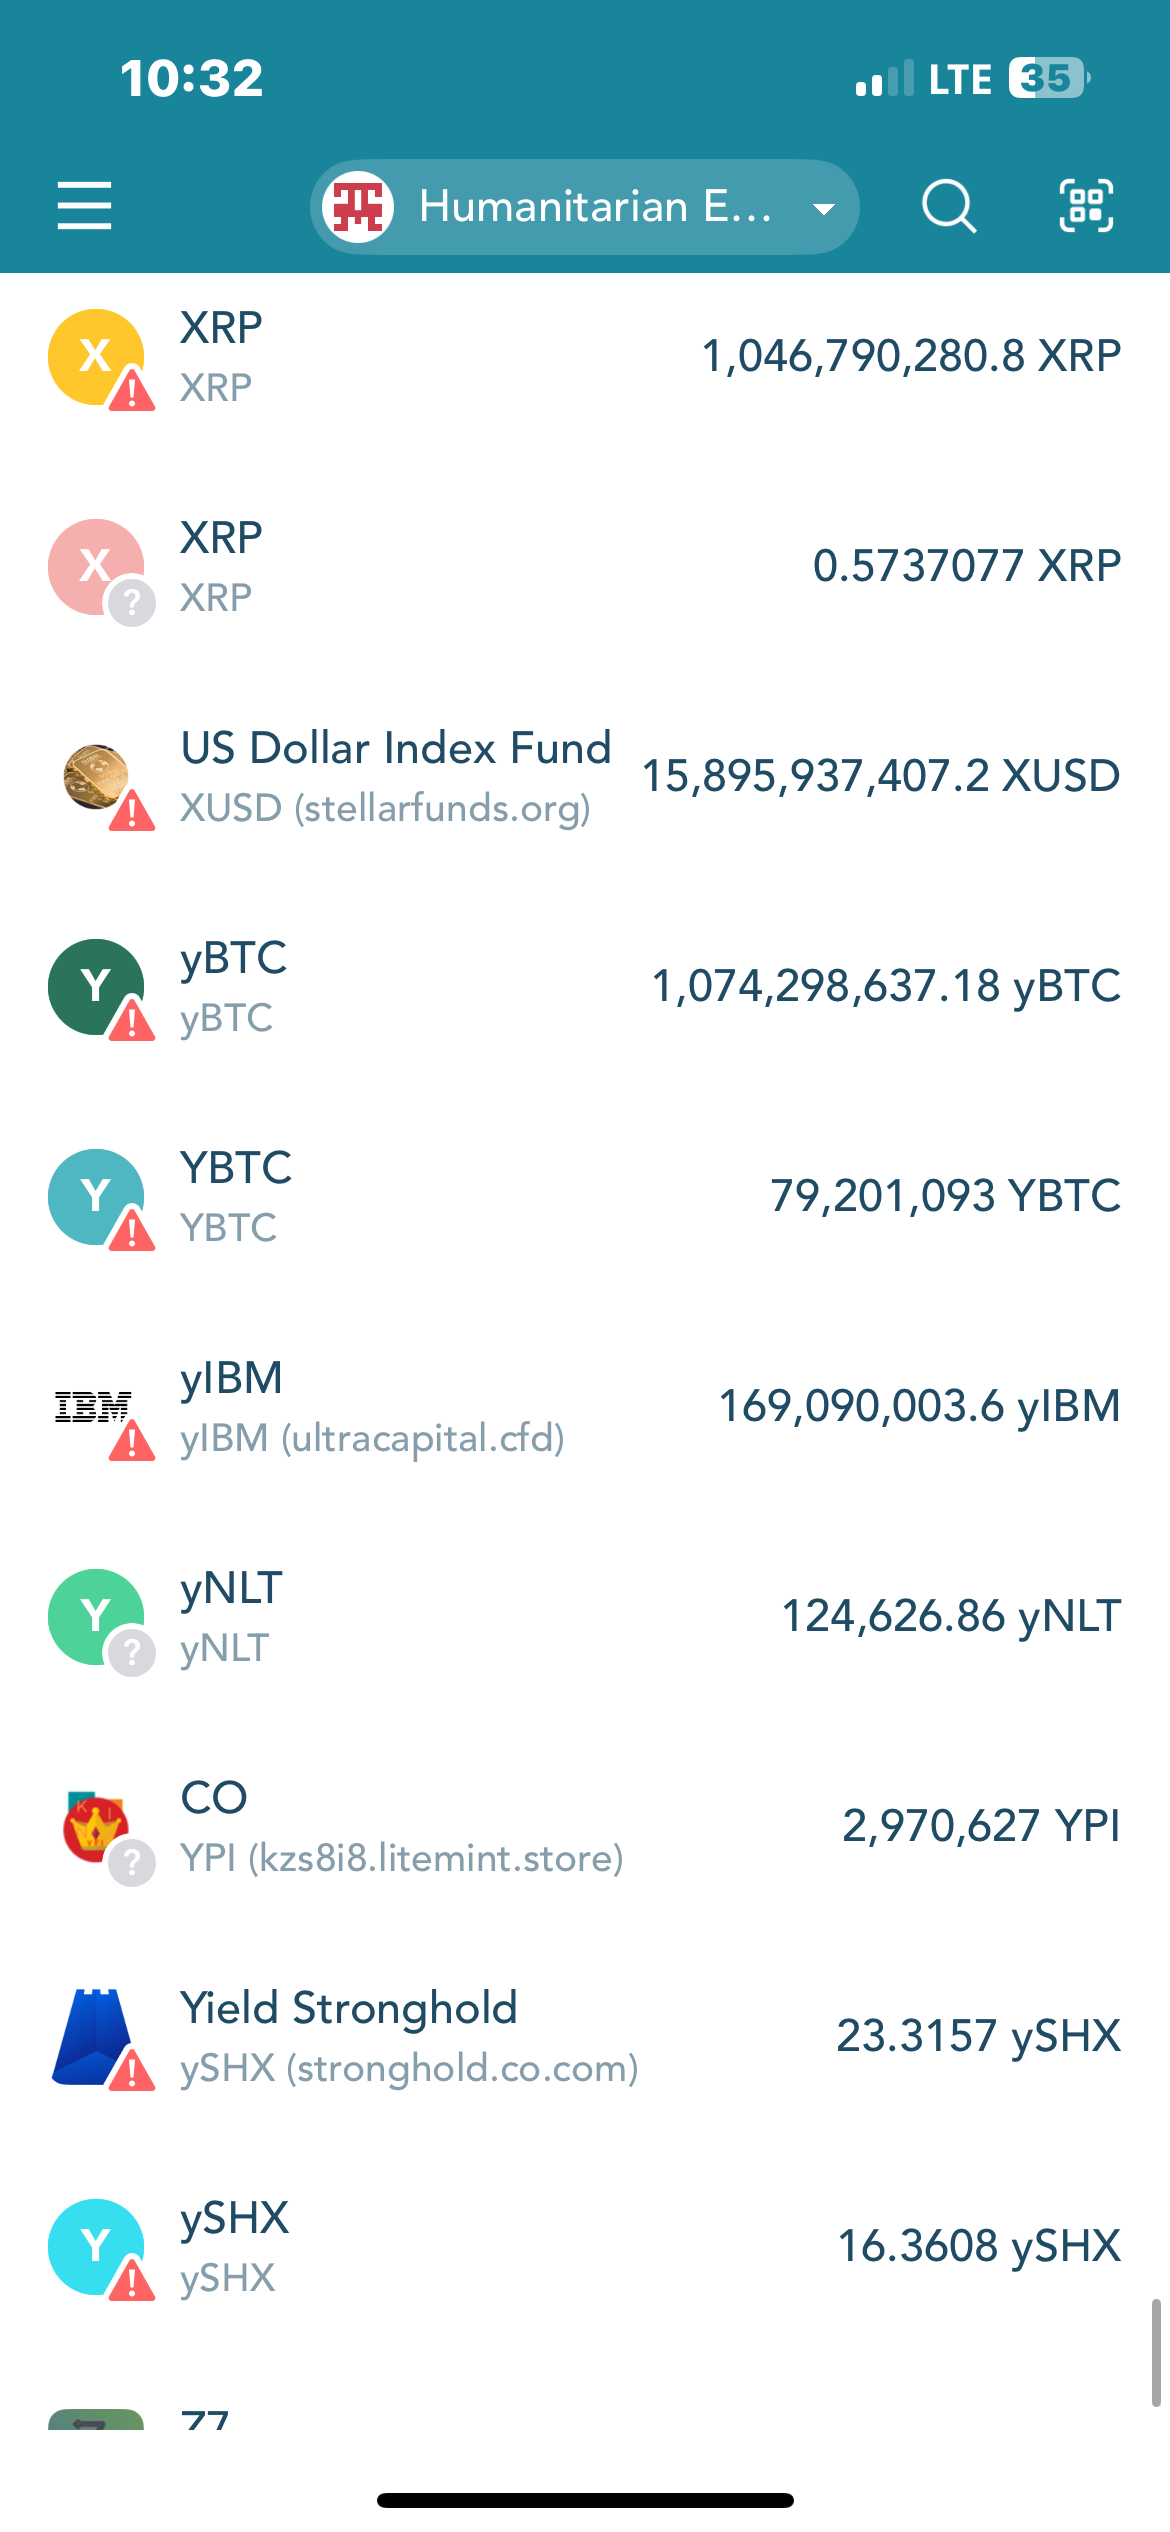 10:32
LTE 35
Humanitarian E...
XRP
XRP
1,046,790,280.8 XRP
XRP
XRP
0.5737077 XRP
US Dollar Index Fund
XUSD (stellarfunds.org)
15,895,937,407.2 XUSD
yBTC
yBTC
1,074,298,637.18 yBTC
YBTC
YBTC
79,201,093 YBTC
IBM
yIBM
yIBM (ultracapital.cfd)
169,090,003.6 yIBM
yNLT
yNLT
124,626.86 yNLT
CO
YPI (kzs8i8.litemint.store)
2,970,627 YPI
Yield Stronghold
ySHX (stronghold.co.com)
23.3157 ySHX
ySHX
ySHX
16.3608 ySHX